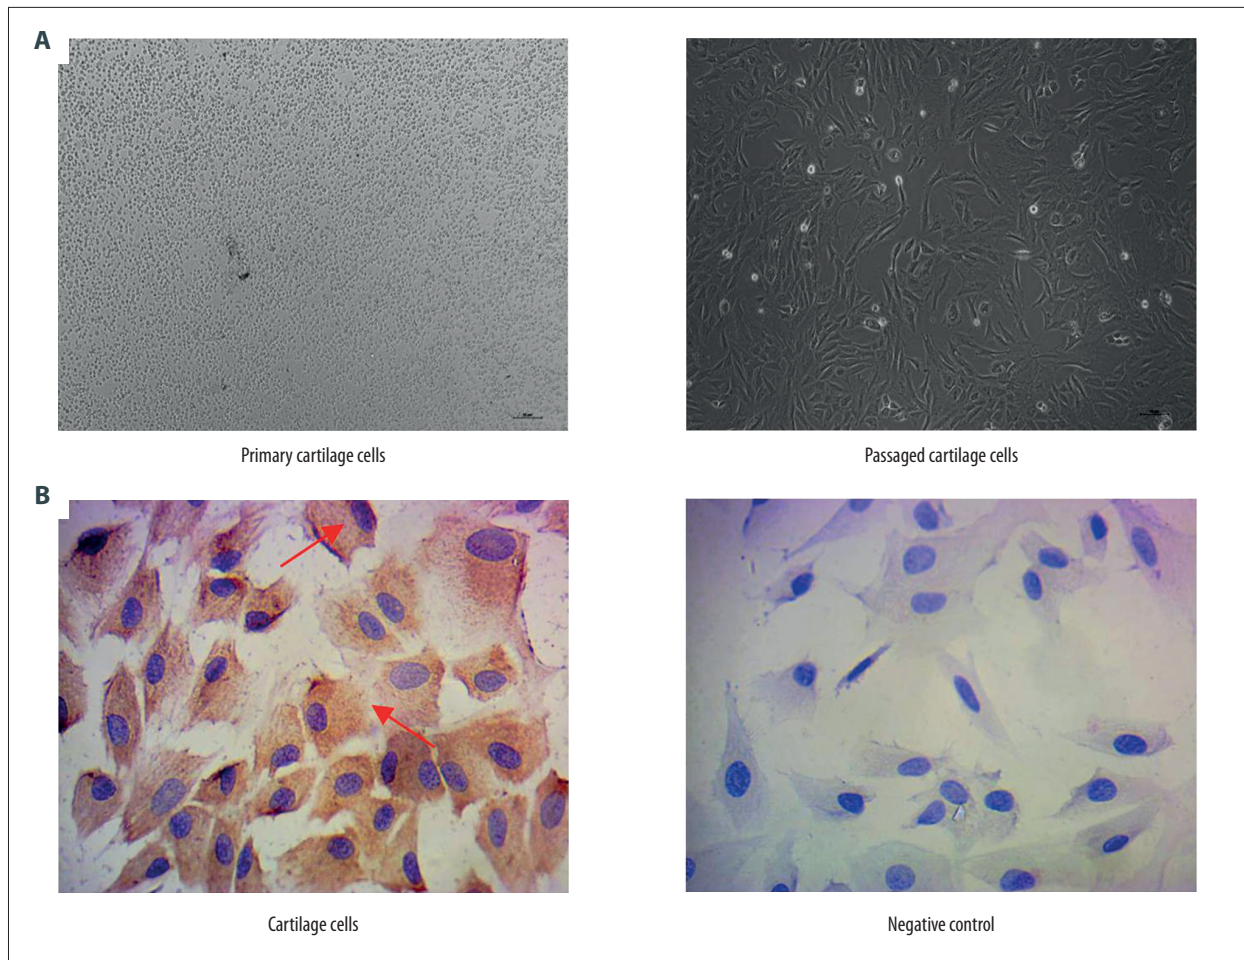 A
Primary cartilage cells
Passaged cartilage cells
B
Cartilage cells
Negative control